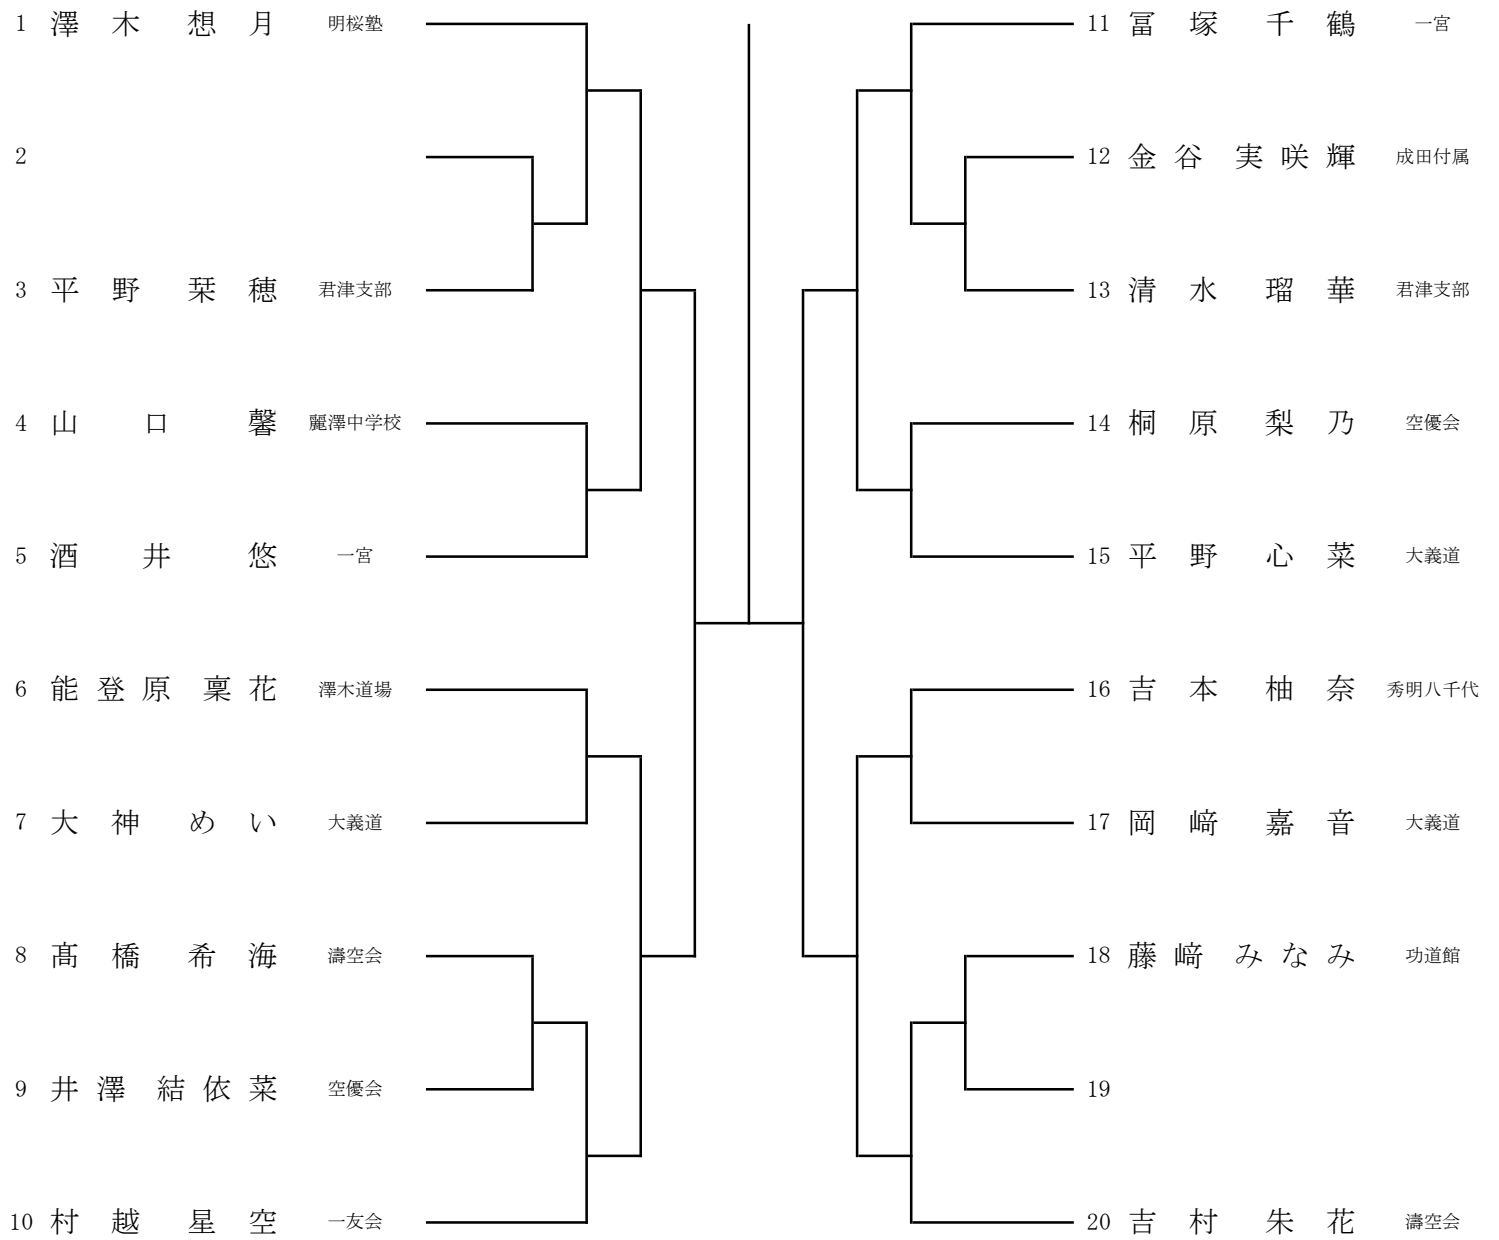 1 澤木 想月 明桜塾
2
3 平野 栞穂 君津支部
4 山口 馨 麗澤中学校
5 酒井 悠 一宮
6 能登原 稟花 澤木道場
7 大神 めい 大義道
8 髙橋 希海 濤空会
9 井澤 結依菜 空優会
10 村越 星空 一友会
11 冨塚 千鶴 一宮
12 金谷 実咲輝 成田付属
13 清水 瑠華 君津支部
14 桐原 梨乃 空優会
15 平野 心菜 大義道
16 吉本 柚奈 秀明八千代
17 岡﨑 嘉音 大義道
18 藤﨑 みなみ 功道館
19
20 吉村 朱花 濤空会